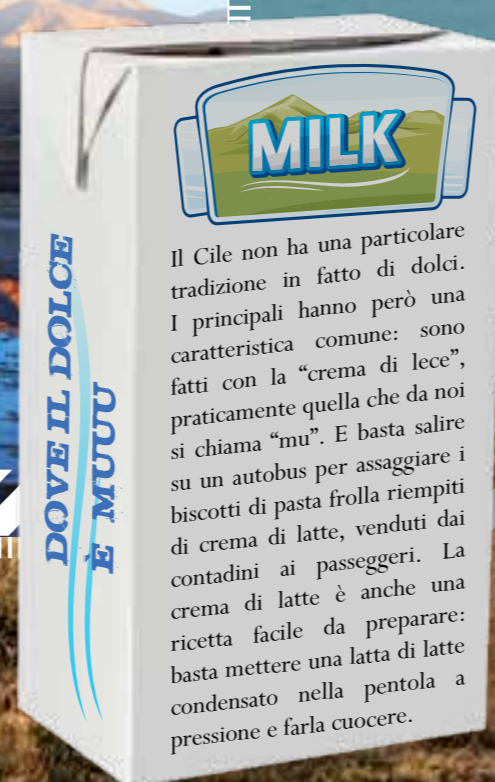 MILK
Il Cile non ha una particolare
tradizione in fatto di dolci.
I principali hanno però una
caratteristica comune: sono
fatti con la “crema di lece”,
praticamente quella che da noi
si chiama “mu”. E basta salire
su un autobus per assaggiare i
biscotti di pasta frolla riempiti
di crema di latte, venduti dai
contadini ai passeggeri. La
crema di latte è anche una
ricetta facile da preparare:
basta mettere una latta di latte
condensato nella pentola a
pressione e farla cuocere.
DOVE IL DOLCE
È MUUU